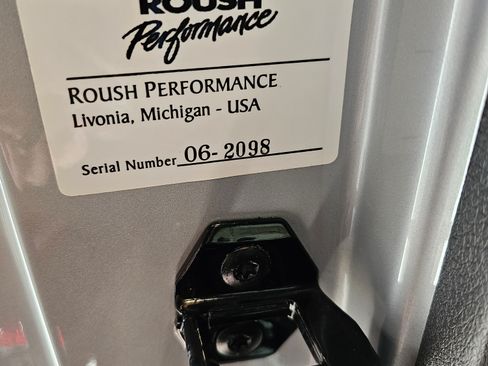 ROUSH
Performance
ROUSH PERFORMANCE
Livonia, Michigan - USA
Serial Number 06-2098